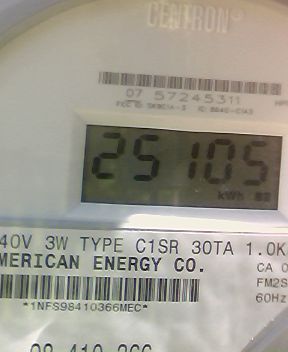 CENTRON®
07 57245311
25105
kWh
40V 3W TYPE C1SR 30TA 1.0K
MERICAN ENERGY CO.
CA 0
FM2S
*1NFS98410366MEC*
60Hz